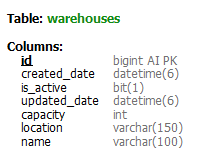 Table: warehouses
Columns:
id bigint AI PK
created_date datetime(6)
is_active bit(1)
updated_date datetime(6)
capacity int
location varchar(150)
name varchar(100)